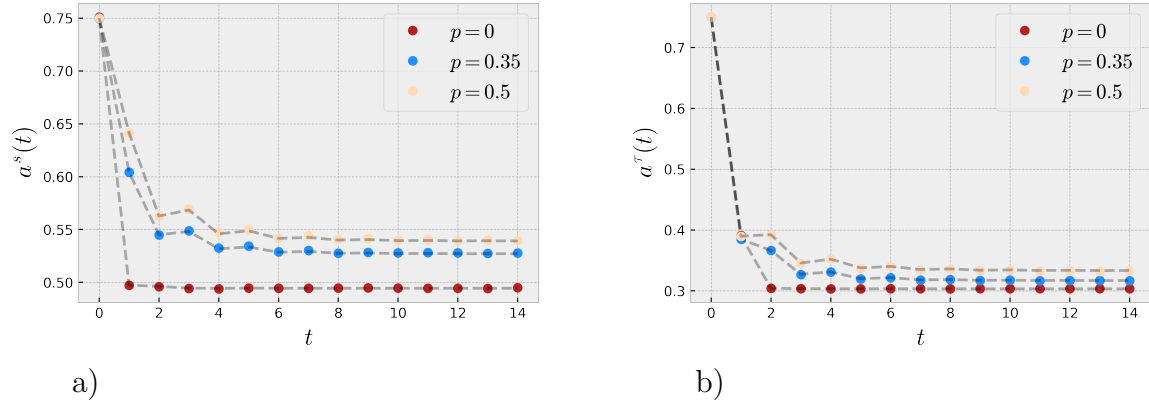 0.75
0.70
0.65
0.60
0.55
0.50
a^s(t)
p = 0
p = 0.35
p = 0.5
0 2 4 6 8 10 12 14
t
a)
0.7
0.6
0.5
0.4
0.3
a^τ(t)
p = 0
p = 0.35
p = 0.5
0 2 4 6 8 10 12 14
t
b)